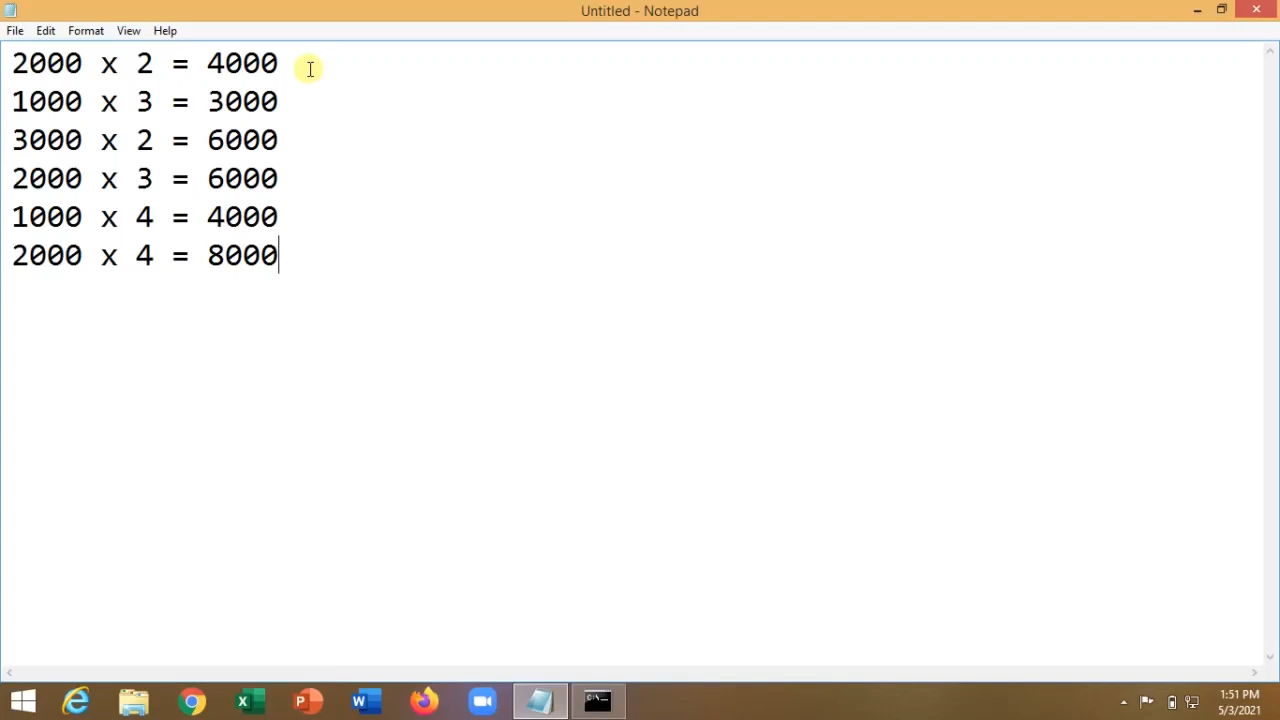 Untitled - Notepad
File Edit Format View Help
2000 x 2 = 4000
1000 x 3 = 3000
3000 x 2 = 6000
2000 x 3 = 6000
1000 x 4 = 4000
2000 x 4 = 8000
1:51 PM
5/3/2021